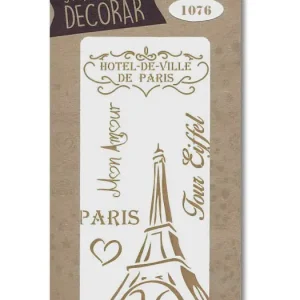 DECORAR
1076
HOTEL-DE-VILLE
DE PARIS
Mon Amour
Tour Eiffel
PARIS